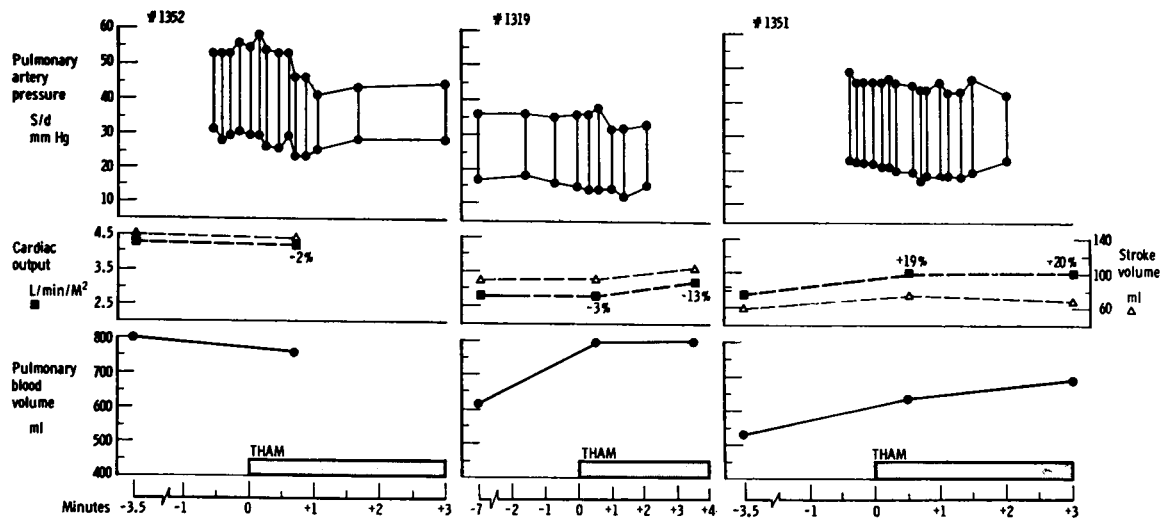 #1352
#1319
#1351
60
50
40
30
20
10
Pulmonary
artery
pressure
S/d
mm Hg
4.5
3.5
2.5
Cardiac
output
L/min/M²
-2%
-3%
-13%
+19%
+20%
140
100
60
Stroke
volume
ml
800
700
600
500
400
Pulmonary
blood
volume
ml
THAM
THAM
THAM
Minutes
-3.5 -1 0 +1 +2 +3
-7 -2 -1 0 +1 +2 +4
-3.5 -1 0 +1 +2 +3